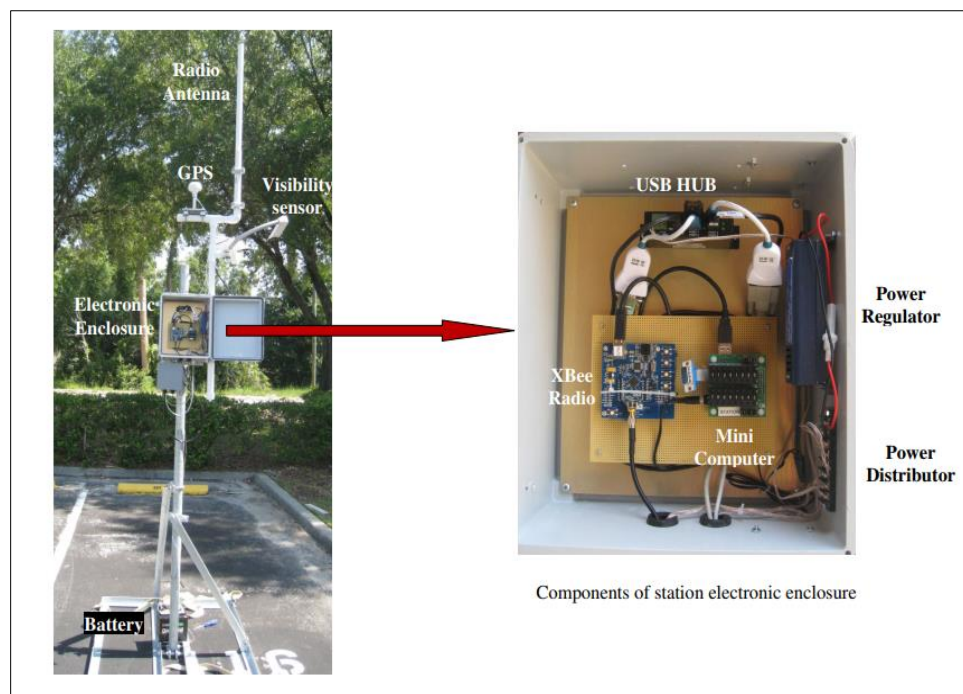 Radio
Antenna
GPS
Visibility
sensor
Electronic
Enclosure
Battery
USB HUB
XBee
Radio
Mini
Computer
Power
Regulator
Power
Distributor
Components of station electronic enclosure